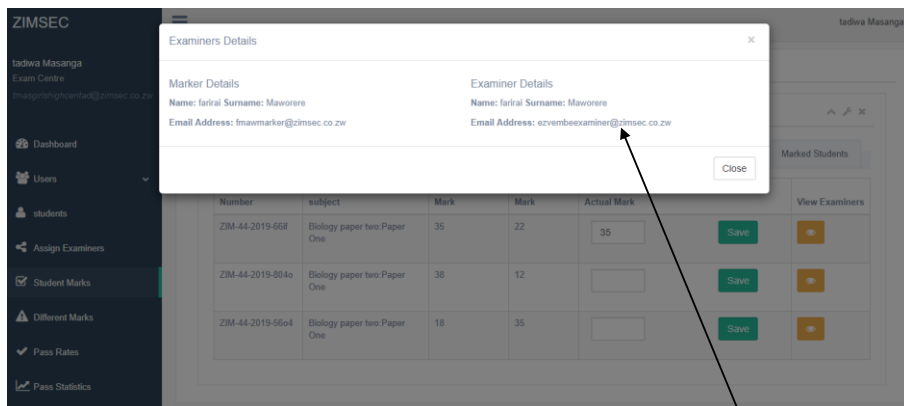 ZIMSEC
tadiwa Masanga
Examiners Details
×
tadiwa Masanga
Exam Centre
Marker Details
Name: farirai Surname: Maworere
Email Address: fmawmarker@zimsec.co.zw
Examiner Details
Name: farirai Surname: Maworere
Email Address: ezvembeexaminer@zimsec.co.zw
Close
Dashboard
Users
students
Assign Examiners
Student Marks
Different Marks
Pass Rates
Pass Statistics
Marked Students
Number subject Mark Mark Actual Mark View Examiners
ZIM-44-2019-66if Biology paper two:Paper One 35 22 35 Save
ZIM-44-2019-804o Biology paper two:Paper One 38 12 Save
ZIM-44-2019-56o4 Biology paper two:Paper One 18 35 Save